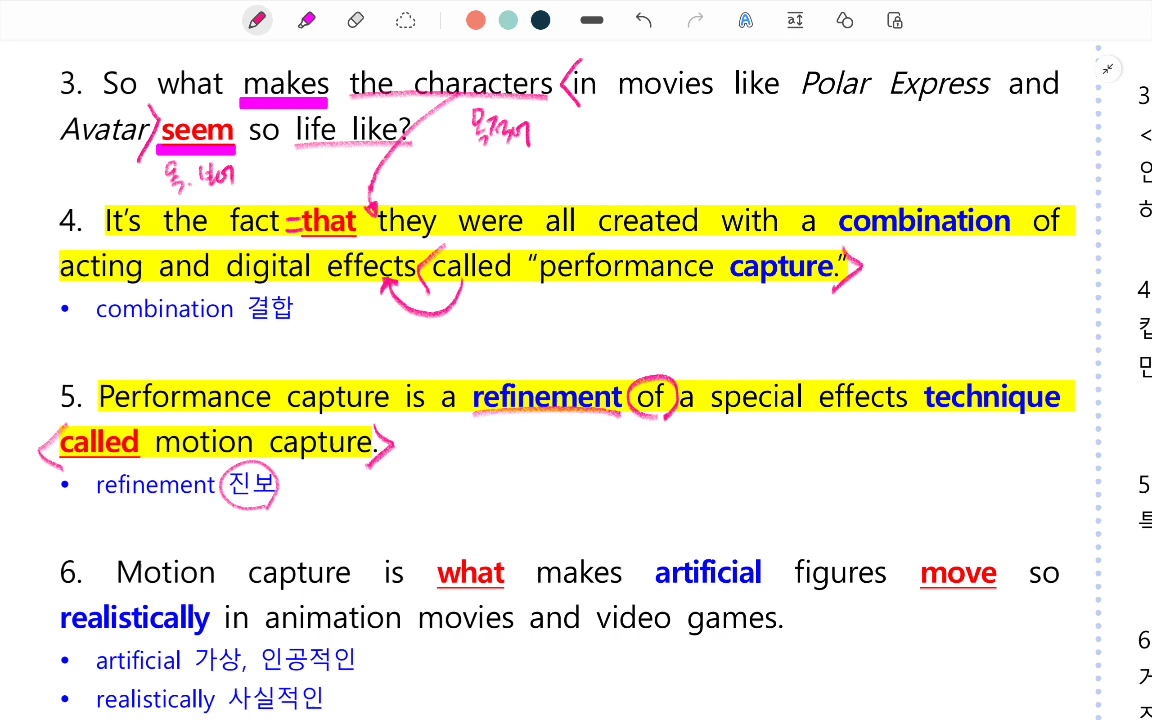 3. So what makes the characters in movies like Polar Express and
Avatar seem so life like?
목적어
목.보어
4. It's the fact = that they were all created with a combination of
acting and digital effects called “performance capture.”
• combination 결합
5. Performance capture is a refinement of a special effects technique
called motion capture.
• refinement 진보
6. Motion capture is what makes artificial figures move so
realistically in animation movies and video games.
• artificial 가상, 인공적인
• realistically 사실적인
3
<
4
5
6